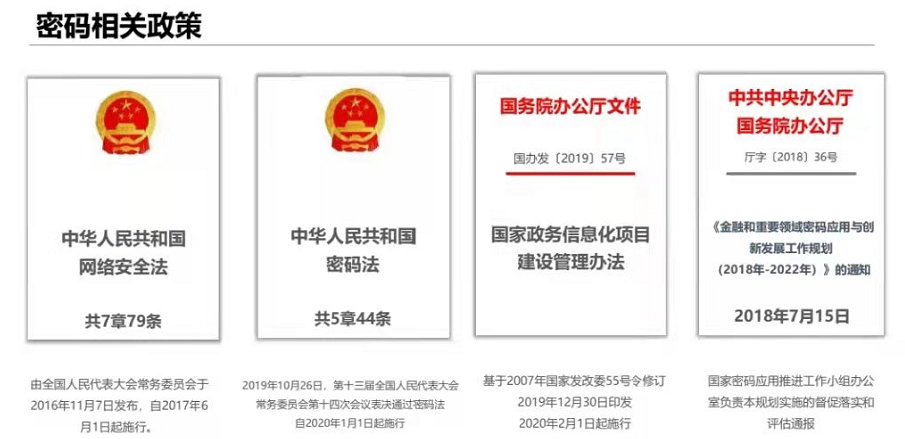 密码相关政策
中华人民共和国
网络安全法
共7章79条
由全国人民代表大会常务委员会于
2016年11月7日发布，自2017年6
月1日起施行。
中华人民共和国
密码法
共5章44条
2019年10月26日，第十三届全国人民代表大会
常务委员会第十四次会议表决通过密码法
自2020年1月1日起施行
国务院办公厅文件
国办发〔2019〕57号
国家政务信息化项目
建设管理办法
基于2007年国家发改委55号令修订
2019年12月30日印发
2020年2月1日起施行
中共中央办公厅
国务院办公厅
厅字〔2018〕36号
《金融和重要领域密码应用与创
新发展工作规划
（2018年-2022年）》的通知
2018年7月15日
国家密码应用推进工作小组办公
室负责本规划实施的督促落实和
评估通报